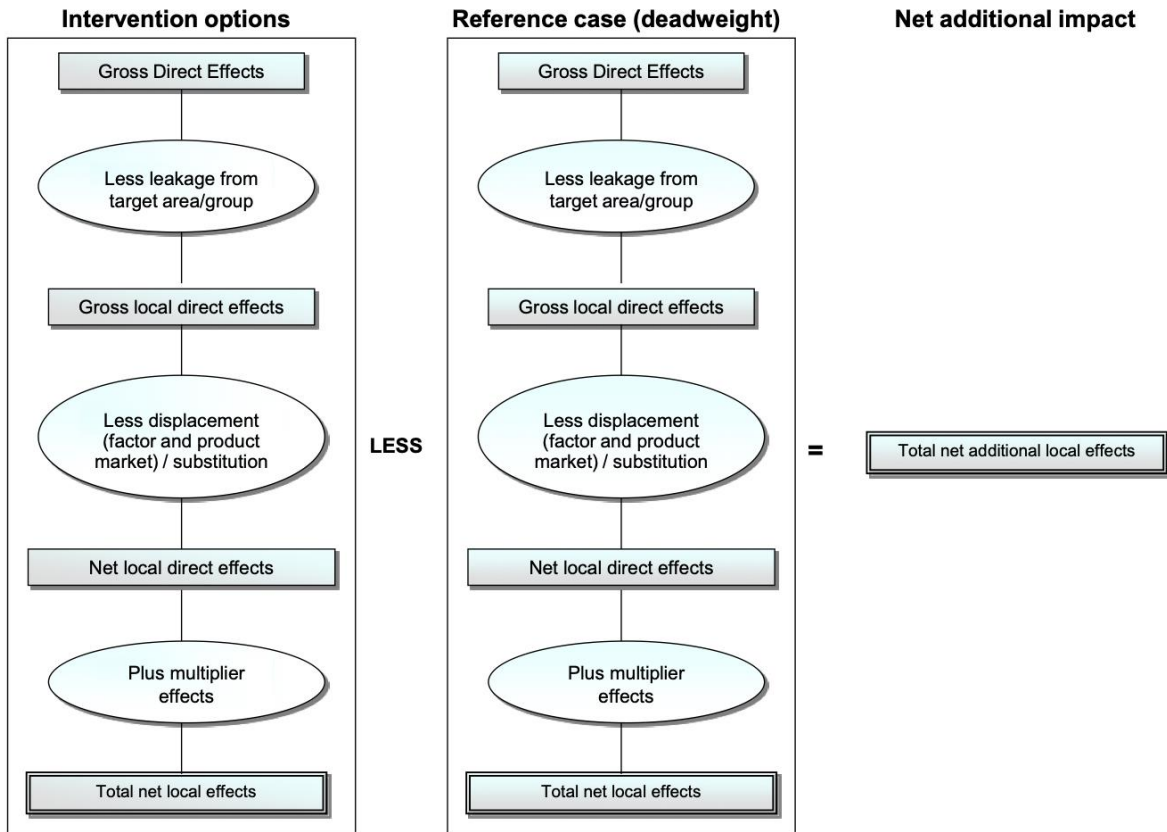 Intervention options
Gross Direct Effects
Less leakage from
target area/group
Gross local direct effects
Less displacement
(factor and product
market) / substitution
Net local direct effects
Plus multiplier
effects
Total net local effects
LESS
Reference case (deadweight)
Gross Direct Effects
Less leakage from
target area/group
Gross local direct effects
Less displacement
(factor and product
market) / substitution
Net local direct effects
Plus multiplier
effects
Total net local effects
=
Net additional impact
Total net additional local effects